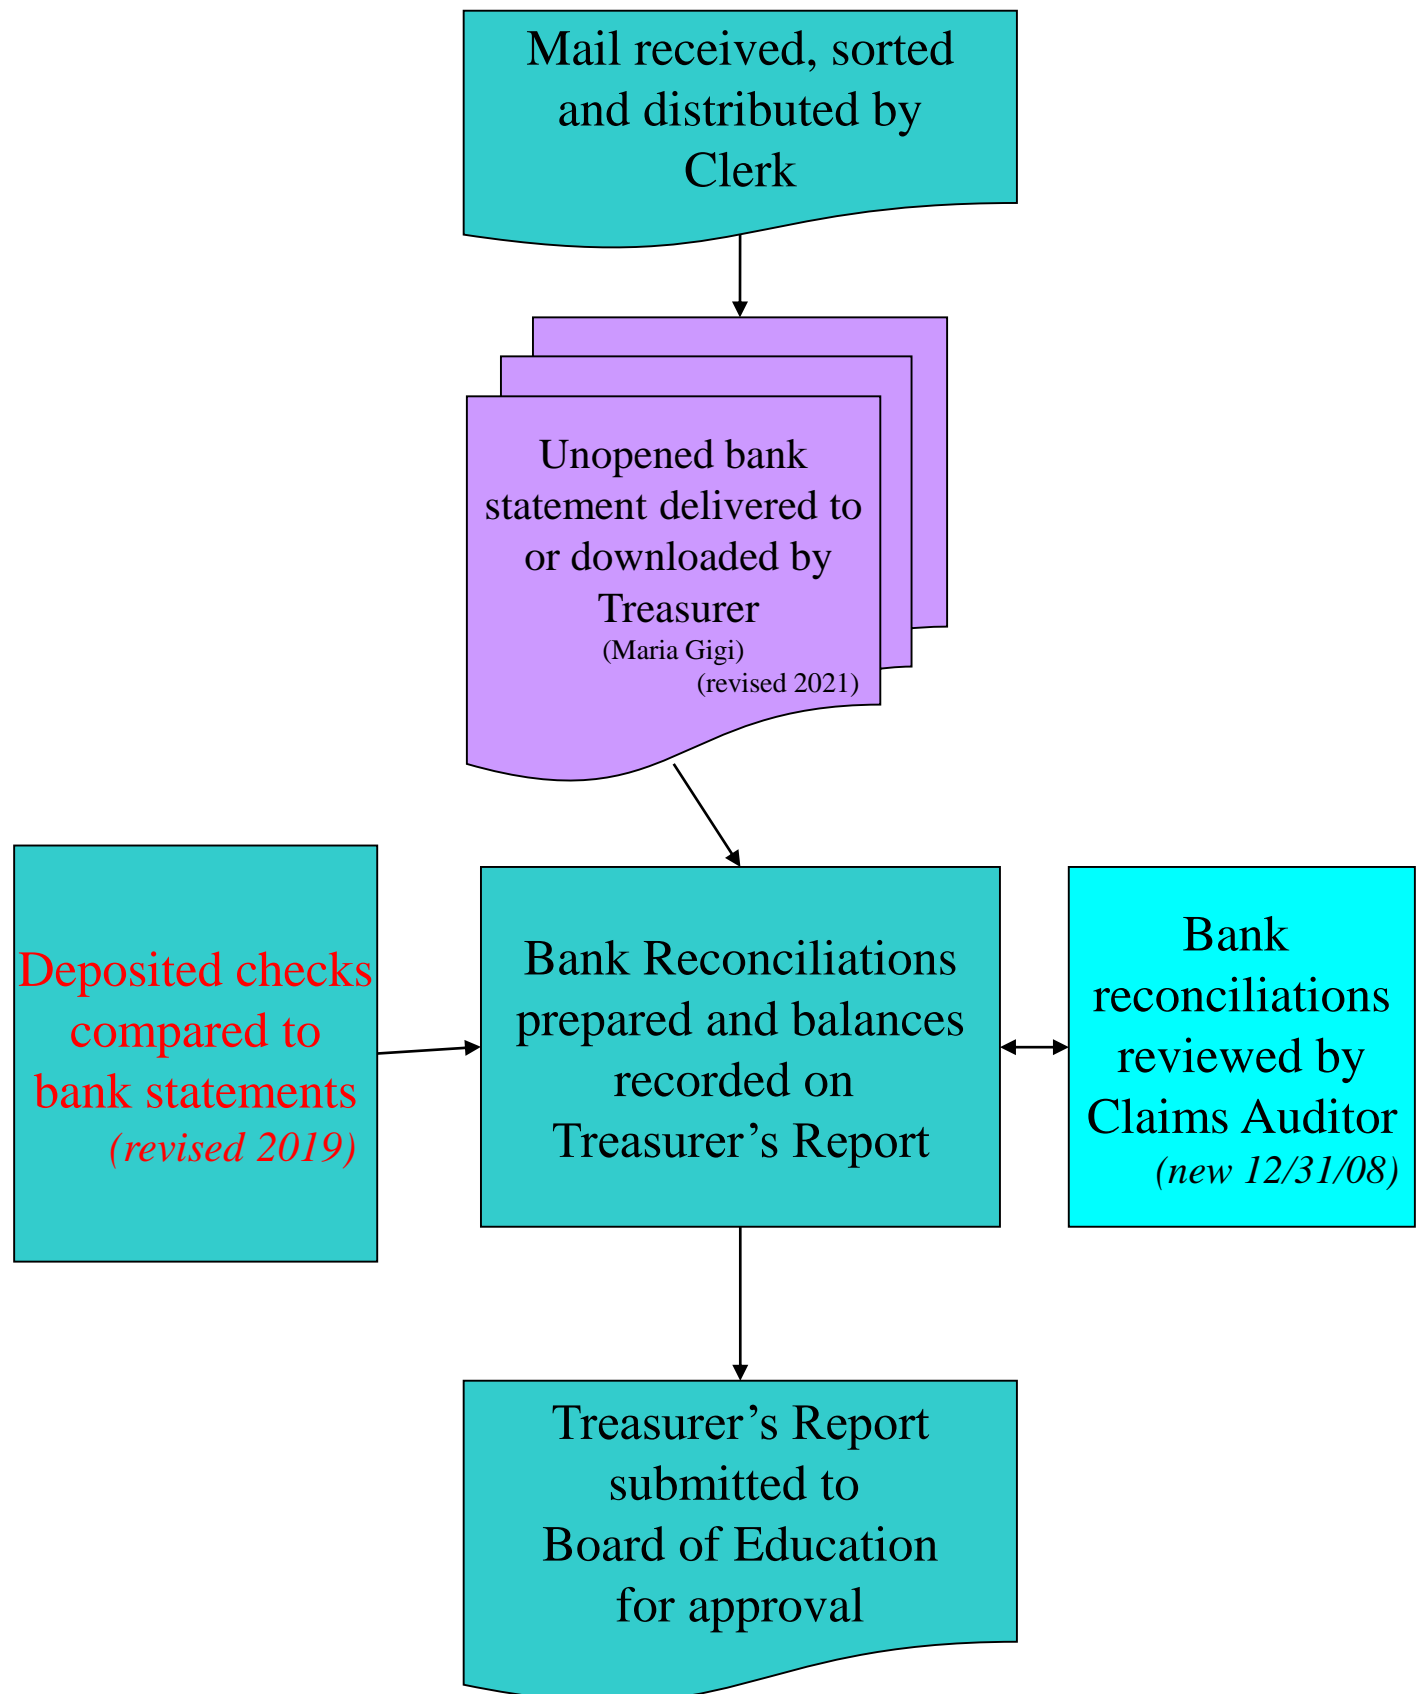 Mail received, sorted
and distributed by
Clerk
Unopened bank
statement delivered to
or downloaded by
Treasurer
(Maria Gigi)
(revised 2021)
Deposited checks
compared to
bank statements
(revised 2019)
Bank Reconciliations
prepared and balances
recorded on
Treasurer’s Report
Bank
reconciliations
reviewed by
Claims Auditor
(new 12/31/08)
Treasurer’s Report
submitted to
Board of Education
for approval